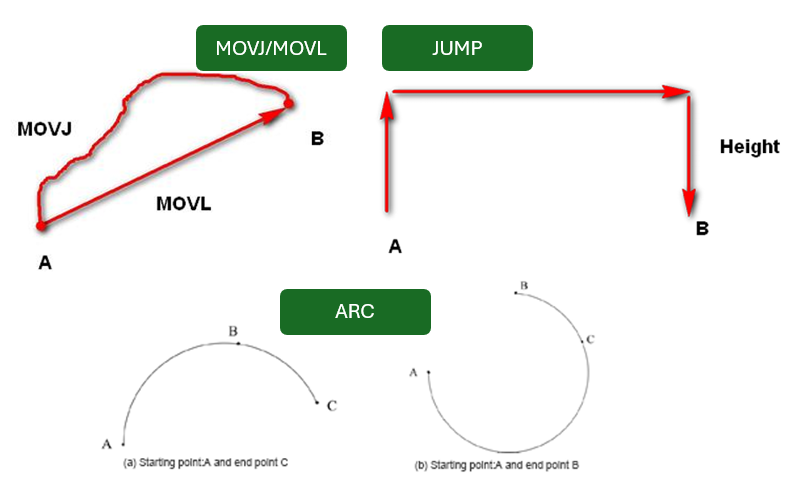 MOVJ/MOVL
JUMP
MOVJ
B
MOVL
A
Height
A
B
ARC
B
A
C
(a) Starting point:A and end point C
B
C
A
(b) Starting point:A and end point B